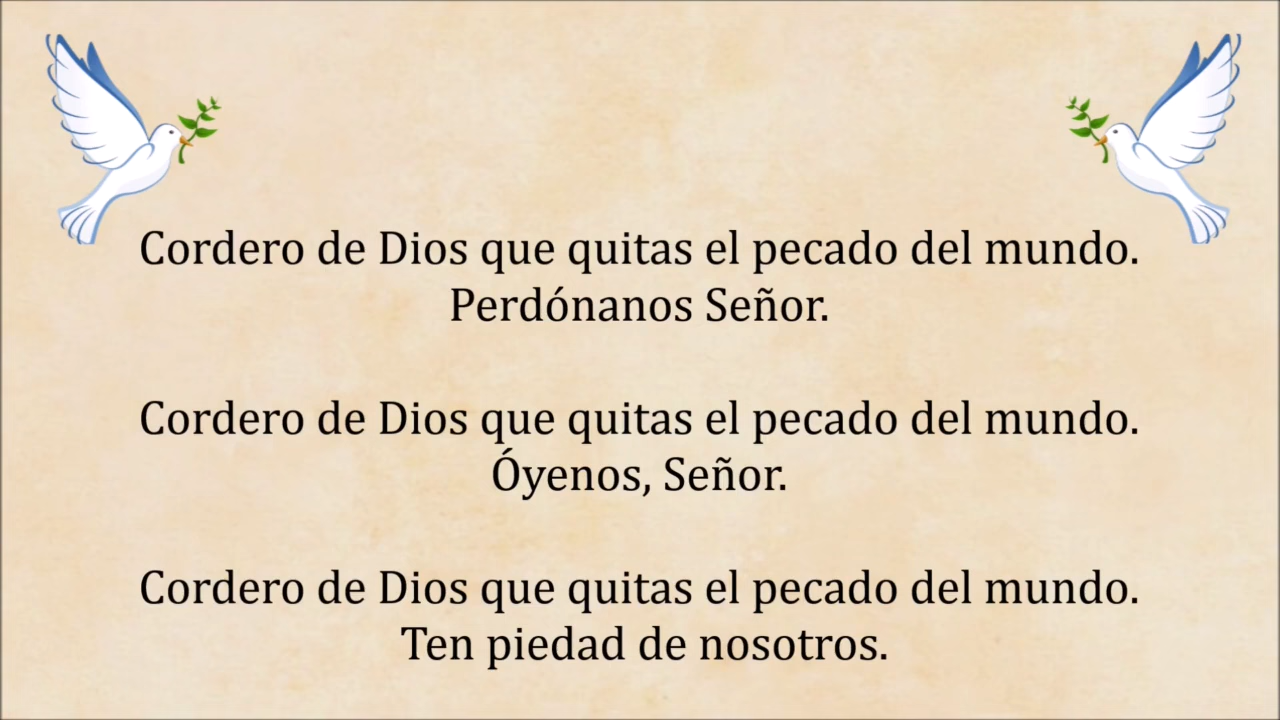 Cordero de Dios que quitas el pecado del mundo.
Perdónanos Señor.
Cordero de Dios que quitas el pecado del mundo.
Óyenos, Señor.
Cordero de Dios que quitas el pecado del mundo.
Ten piedad de nosotros.